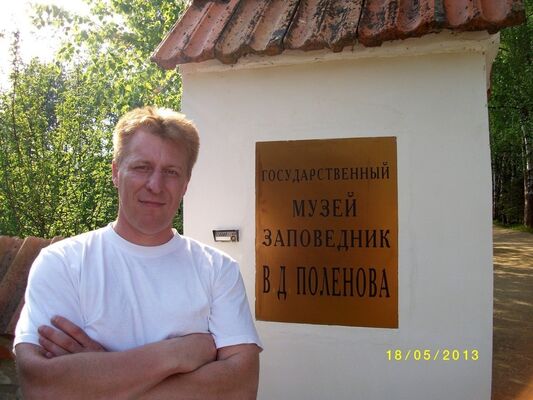 ГОСУДАРСТВЕННЫЙ
МУЗЕЙ
ЗАПОВЕДНИК
В Д ПОЛЕНОВА
18/05/2013